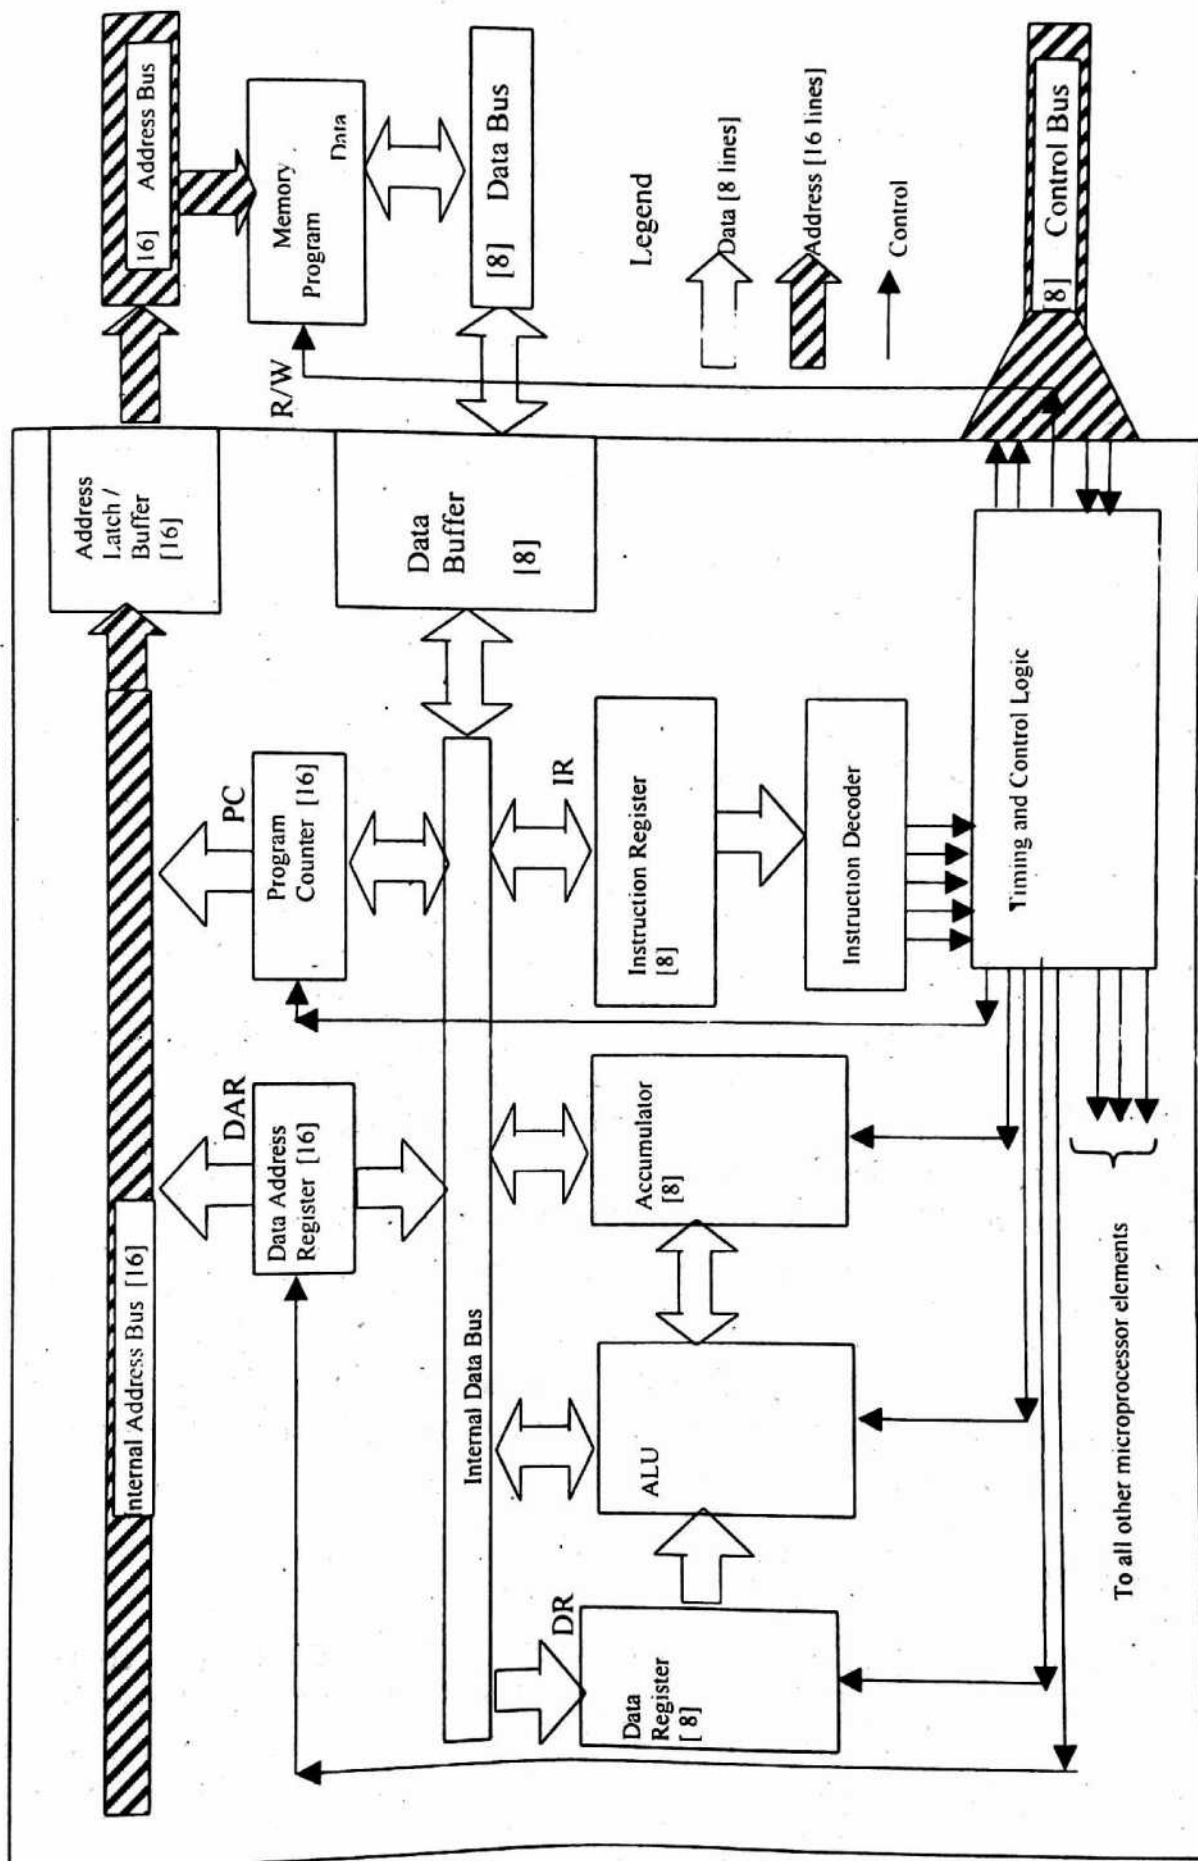 16] Address Bus
Memory
Program
Data
[8] Data Bus
R/W
Legend
Data [8 lines]
Address [16 lines]
Control
[8] Control Bus
Address
Latch /
Buffer
[16]
Data
Buffer
[8]
Internal Address Bus [16]
DAR
Data Address
Register [16]
PC
Program
Counter [16]
Internal Data Bus
DR
Data
Register
[ 8]
ALU
Accumulator
[8]
IR
Instruction Register
[8]
Instruction Decoder
Timing and Control Logic
To all other microprocessor elements